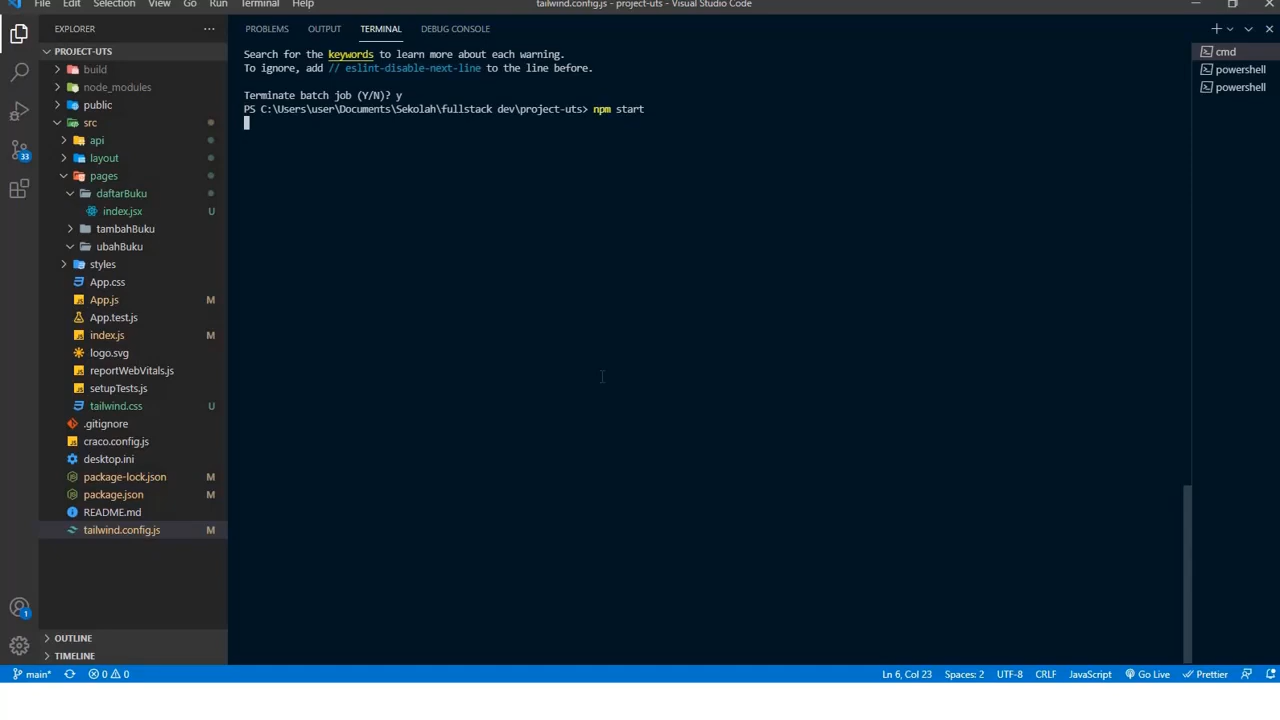 File Edit Selection View Go Run Terminal Help
tailwind.config.js - project-uts - Visual Studio Code
EXPLORER
PROJECT-UTS
build
node_modules
public
src
api
layout
pages
daftarBuku
index.jsx U
tambahBuku
ubahBuku
styles
App.css
App.js M
App.test.js
index.js M
logo.svg
reportWebVitals.js
setupTests.js
tailwind.css U
.gitignore
craco.config.js
desktop.ini
package-lock.json M
package.json M
README.md
tailwind.config.js M
OUTLINE
TIMELINE
33
1
PROBLEMS OUTPUT TERMINAL DEBUG CONSOLE
Search for the keywords to learn more about each warning.
To ignore, add // eslint-disable-next-line to the line before.
Terminate batch job (Y/N)? y
PS C:\Users\user\Documents\Sekolah\fullstack dev\project-uts> npm start
cmd
powershell
powershell
main* 0 0 Ln 6, Col 23 Spaces: 2 UTF-8 CRLF JavaScript Go Live Prettier